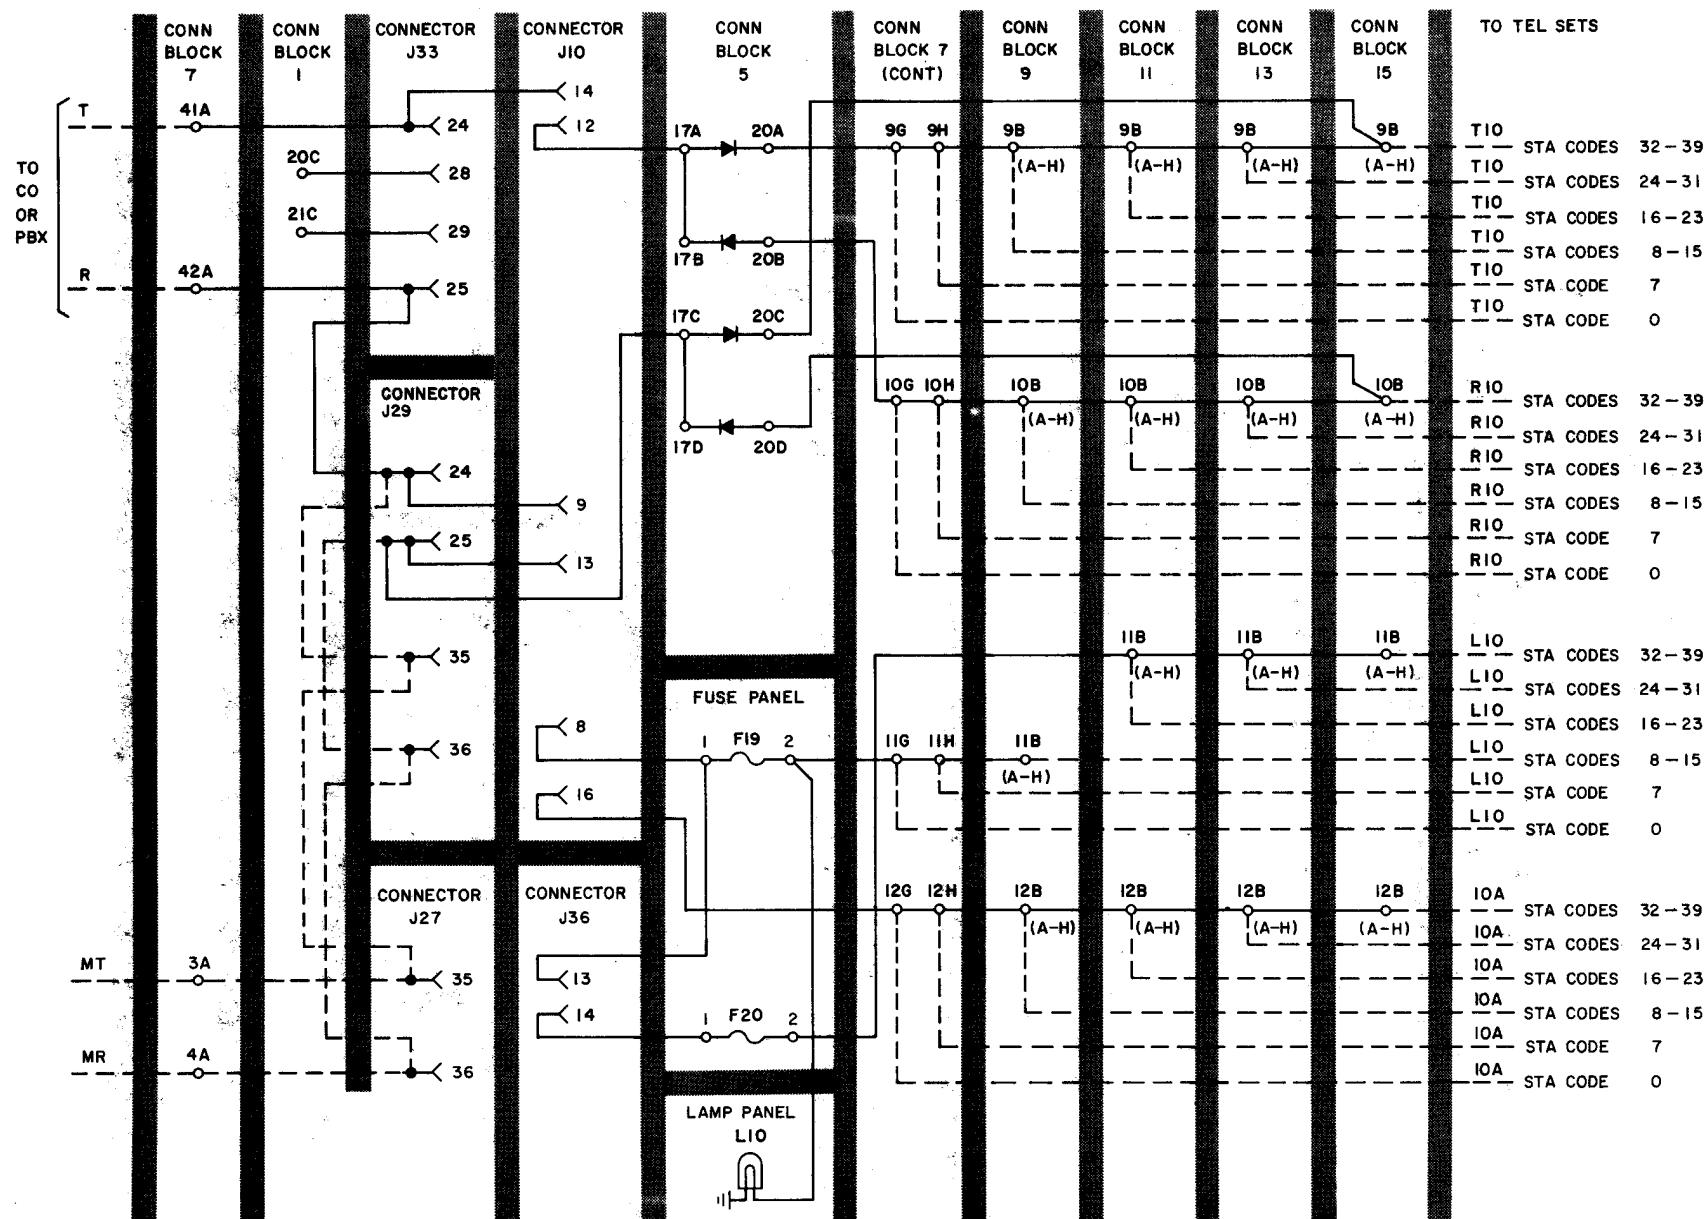 CONN BLOCK 7
CONN BLOCK 1
CONNECTOR J33
CONNECTOR J10
CONN BLOCK 5
CONN BLOCK 7 (CONT)
CONN BLOCK 9
CONN BLOCK 11
CONN BLOCK 13
CONN BLOCK 15
TO TEL SETS
TO CO OR PBX
T 41A 24 14
12
20C 28
21C 29
R 42A 25
17A 20A 9G 9H 9B 9B 9B 9B T10 STA CODES 32-39
(A-H) (A-H) (A-H) (A-H)
T10 STA CODES 24-31
T10 STA CODES 16-23
17B 20B T10 STA CODES 8-15
T10 STA CODE 7
T10 STA CODE 0
17C 20C
CONNECTOR J29
10G 10H 10B 10B 10B 10B R10 STA CODES 32-39
(A-H) (A-H) (A-H) (A-H)
17D 20D R10 STA CODES 24-31
24 R10 STA CODES 16-23
9 R10 STA CODES 8-15
25 R10 STA CODE 7
13 R10 STA CODE 0
35 11B 11B 11B L10 STA CODES 32-39
(A-H) (A-H) (A-H)
FUSE PANEL L10 STA CODES 24-31
8 L10 STA CODES 16-23
36 1 F19 2 11G 11H 11B L10 STA CODES 8-15
(A-H)
16 L10 STA CODE 7
L10 STA CODE 0
CONNECTOR J27
CONNECTOR J36
12G 12H 12B 12B 12B 12B 10A STA CODES 32-39
(A-H) (A-H) (A-H) (A-H)
10A STA CODES 24-31
MT 3A 35 13 10A STA CODES 16-23
14 1 F20 2 10A STA CODES 8-15
10A STA CODE 7
MR 4A 36 10A STA CODE 0
LAMP PANEL
L10